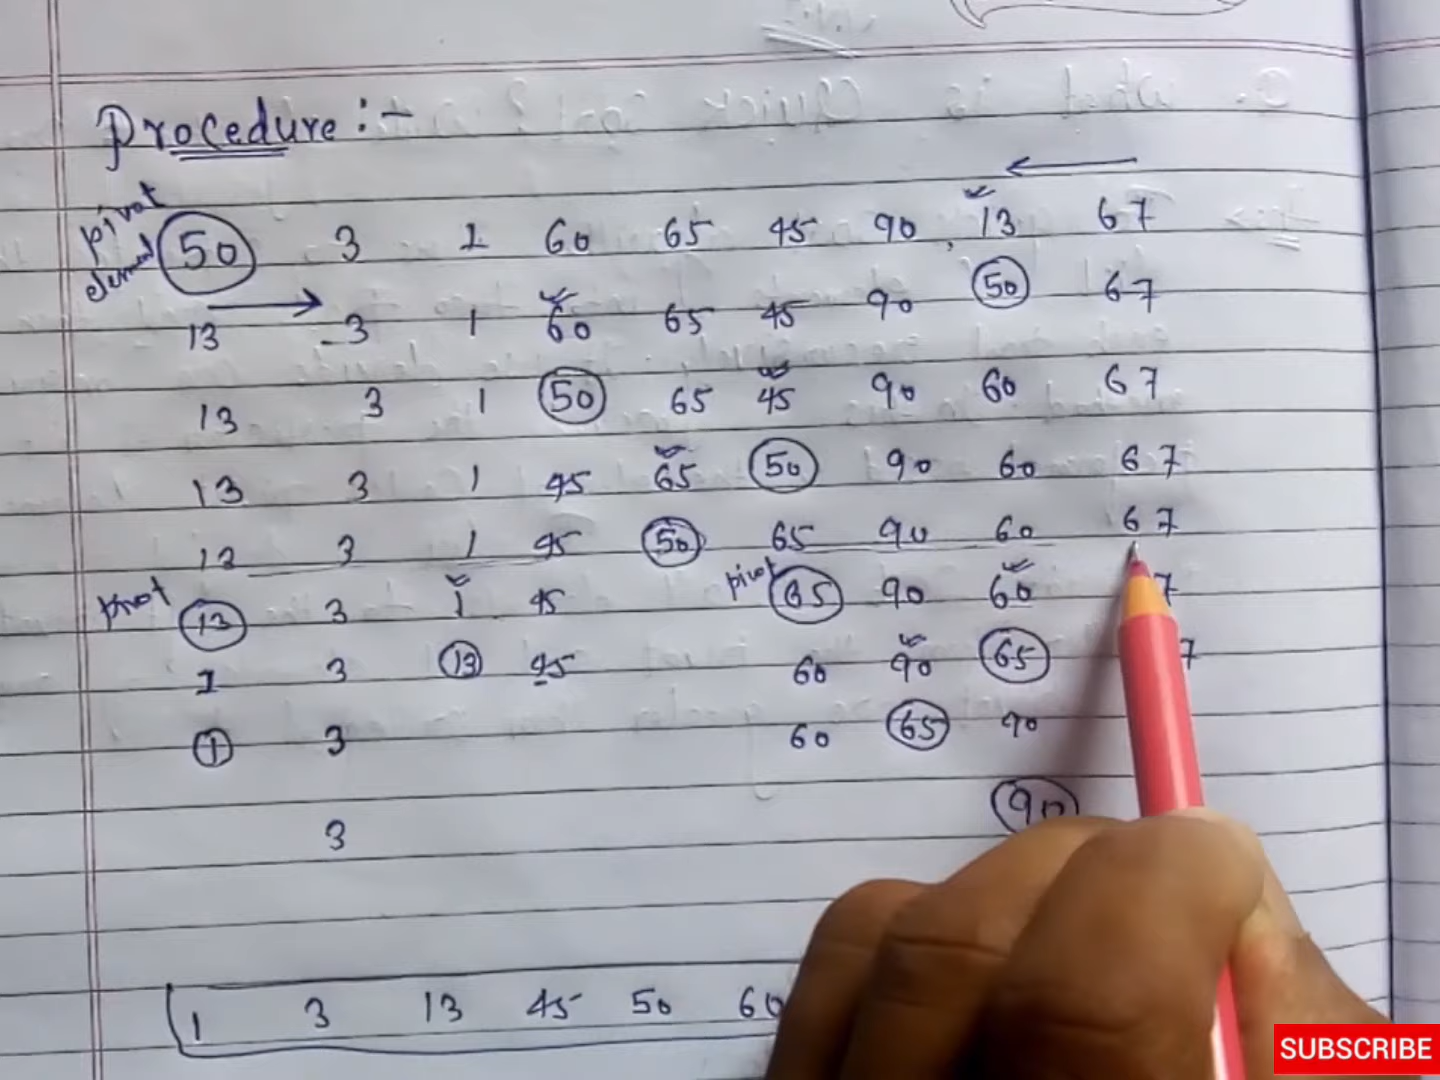 Procedure :-
pivot element
50 3 1 60 65 45 90 13 67
13 3 1 60 65 45 90 50 67
13 3 1 50 65 45 90 60 67
13 3 1 45 65 50 90 60 67
13 3 1 45 50 65 90 60 67
pivot 13 3 1 45 pivot 65 90 60 7
1 3 13 45 60 90 65 7
1 3 60 65 90
3 90
1 3 13 45 50 60
SUBSCRIBE